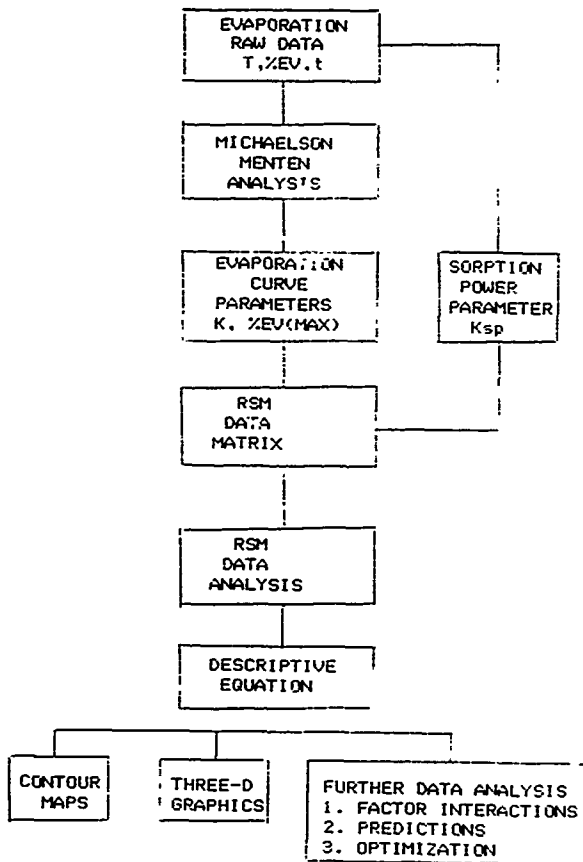 EVAPORATION
RAW DATA
T,%EV.t
MICHAELSON
MENTEN
ANALYSIS
EVAPORATION
CURVE
PARAMETERS
K. %EV(MAX)
SORPTION
POWER
PARAMETER
Ksp
RSM
DATA
MATRIX
RSM
DATA
ANALYSIS
DESCRIPTIVE
EQUATION
CONTOUR
MAPS
THREE-D
GRAPHICS
FURTHER DATA ANALYSIS
1. FACTOR INTERACTIONS
2. PREDICTIONS
3. OPTIMIZATION